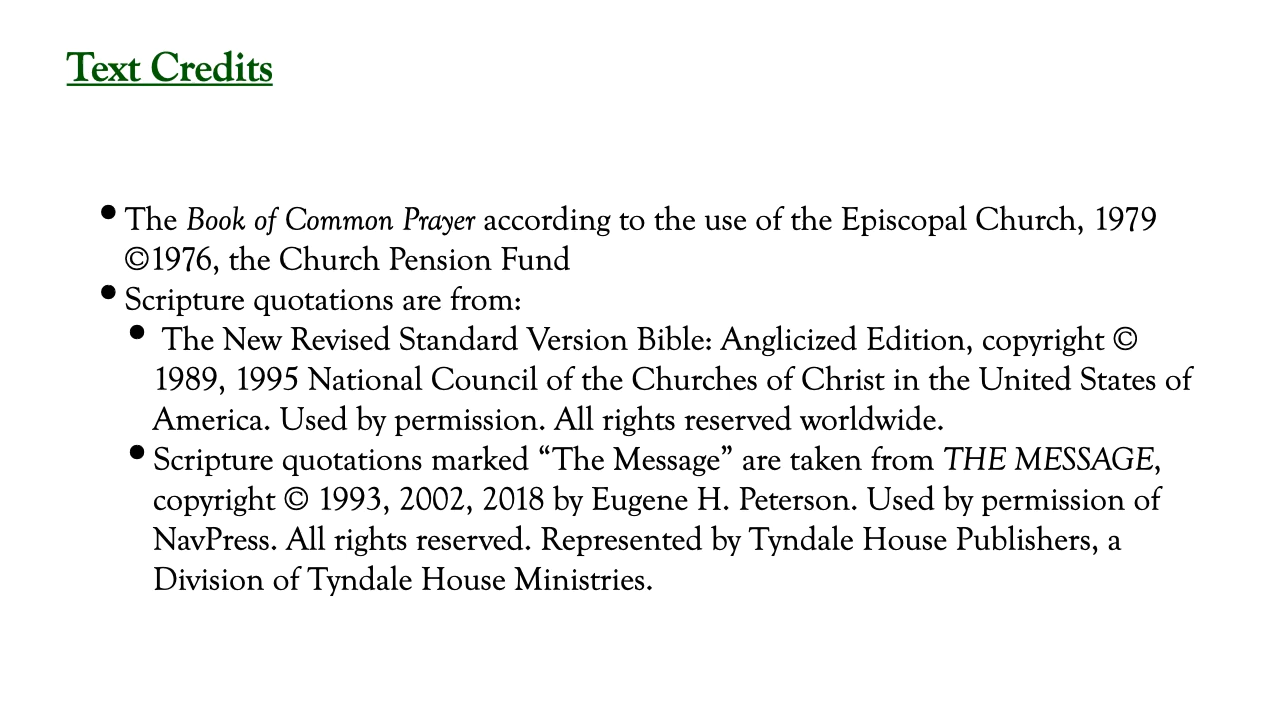 Text Credits
• The Book of Common Prayer according to the use of the Episcopal Church, 1979
©1976, the Church Pension Fund
• Scripture quotations are from:
• The New Revised Standard Version Bible: Anglicized Edition, copyright ©
1989, 1995 National Council of the Churches of Christ in the United States of
America. Used by permission. All rights reserved worldwide.
• Scripture quotations marked “The Message” are taken from THE MESSAGE,
copyright © 1993, 2002, 2018 by Eugene H. Peterson. Used by permission of
NavPress. All rights reserved. Represented by Tyndale House Publishers, a
Division of Tyndale House Ministries.